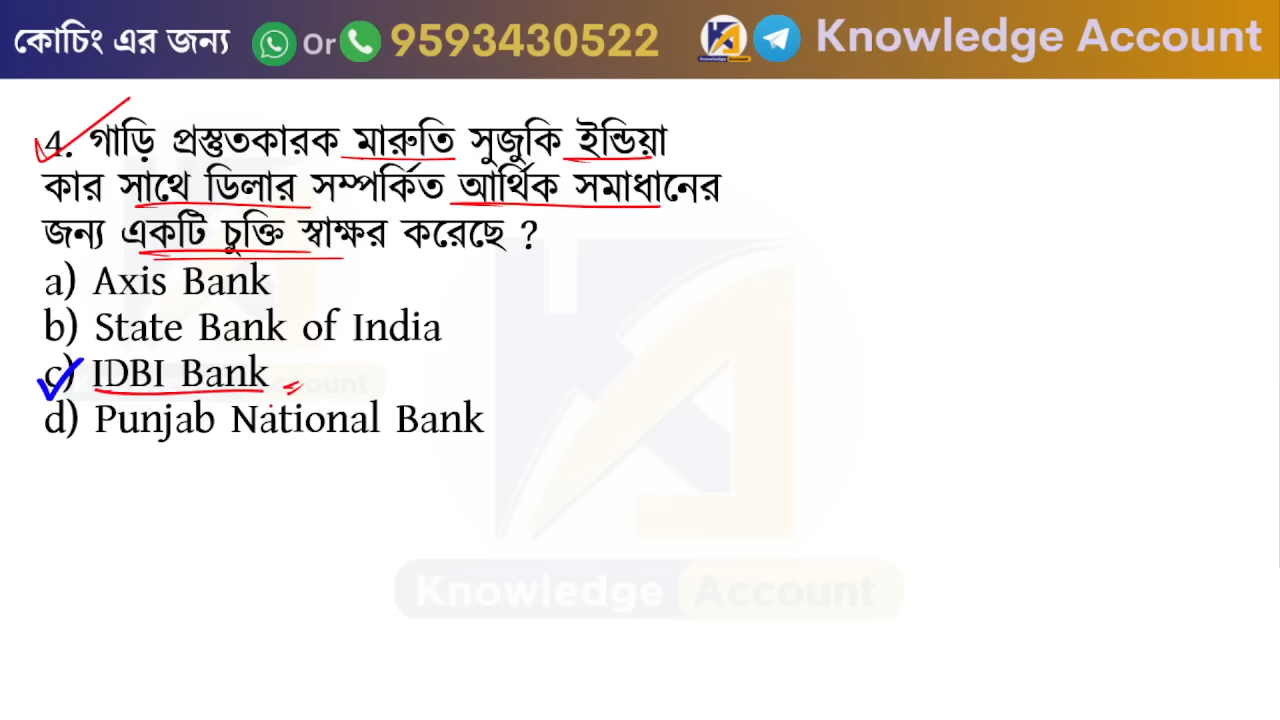 কোচিং এর জন্য Or 9593430522 Knowledge Account
4. গাড়ি প্রস্তুতকারক মারুতি সুজুকি ইন্ডিয়া
কার সাথে ডিলার সম্পর্কিত আর্থিক সমাধানের
জন্য একটি চুক্তি স্বাক্ষর করেছে ?
a) Axis Bank
b) State Bank of India
c) IDBI Bank
d) Punjab National Bank
Knowledge Account